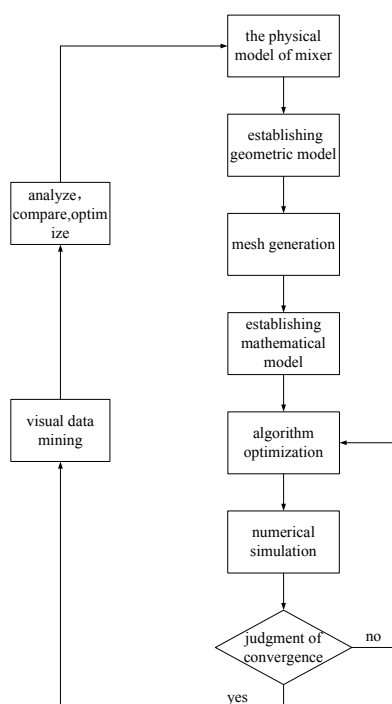 the physical
model of mixer
establishing
geometric model
analyze，
compare,optim
ize
mesh generation
establishing
mathematical
model
visual data
mining
algorithm
optimization
numerical
simulation
judgment of
convergence
no
yes